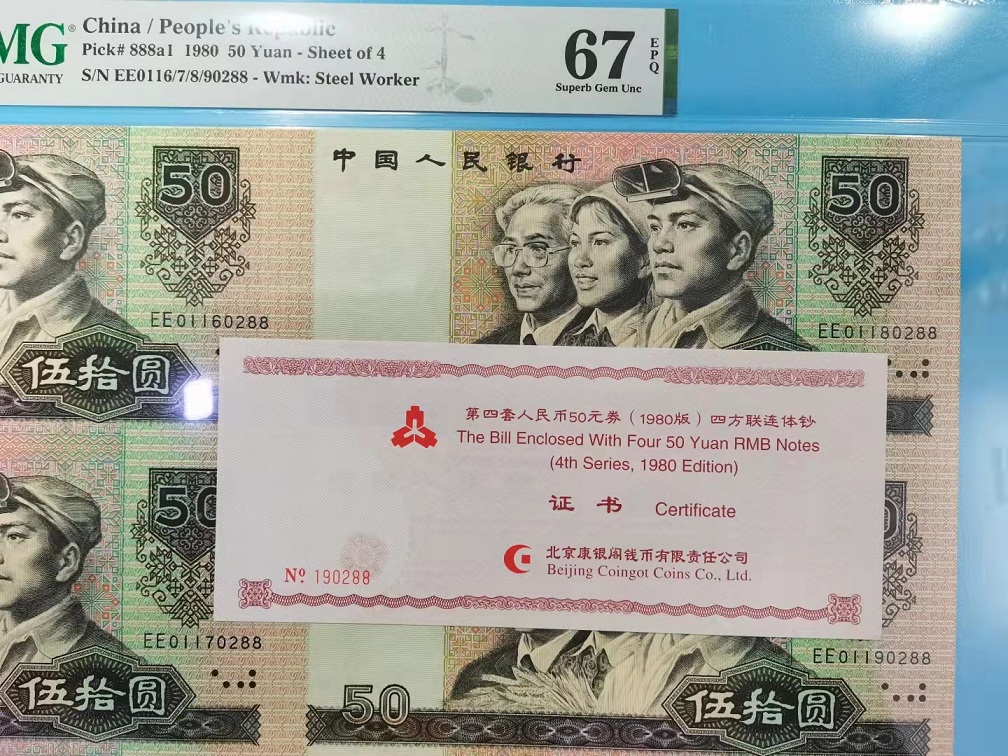 MG®
GUARANTY
China / People's Republic
Pick# 888a1 1980 50 Yuan - Sheet of 4
S/N EE0116/7/8/90288 - Wmk: Steel Worker
67
EPQ
Superb Gem Unc
中国人民银行
50
50
EE01160288
EE01180288
伍拾圆
第四套人民币50元券（1980版）四方联连体钞
The Bill Enclosed With Four 50 Yuan RMB Notes
(4th Series, 1980 Edition)
证书 Certificate
北京康银阁钱币有限责任公司
Beijing Coingot Coins Co., Ltd.
Nº 190288
50
EE01170288
EE01190288
伍拾圆
50
伍拾圆